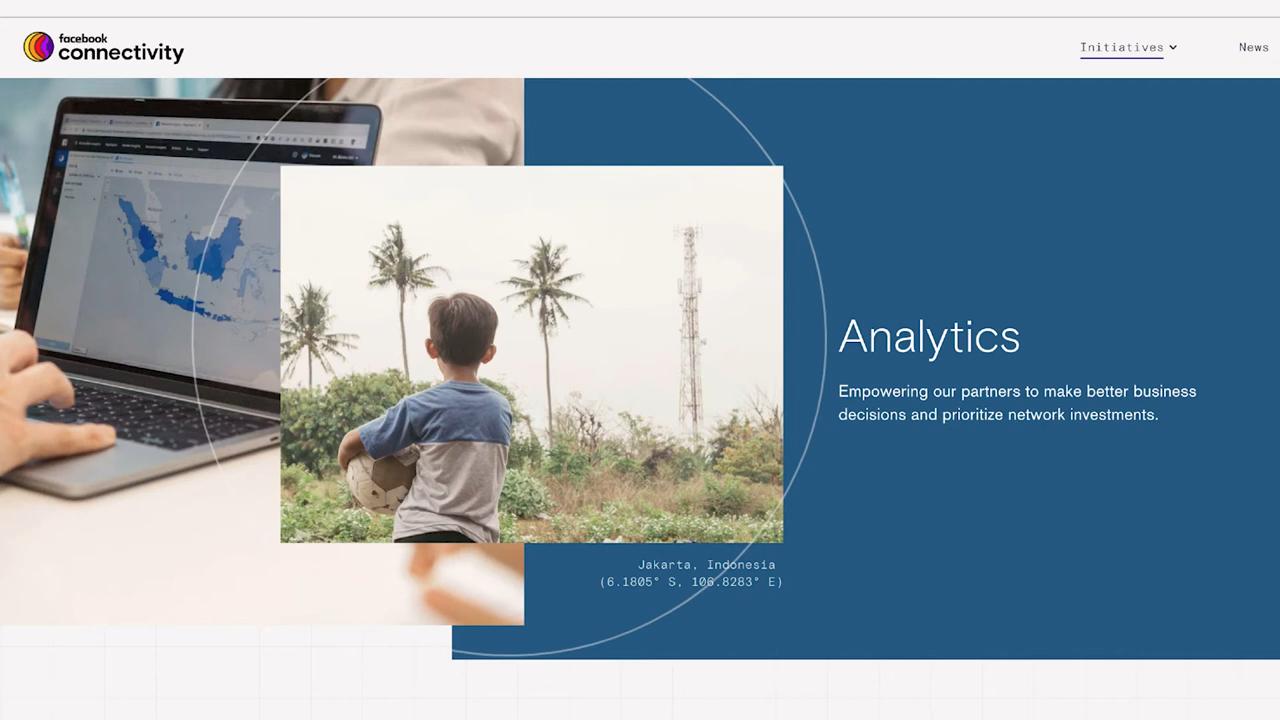 facebook
connectivity
Initiatives
News
Analytics
Empowering our partners to make better business
decisions and prioritize network investments.
Jakarta, Indonesia
(6.1805° S, 106.8283° E)